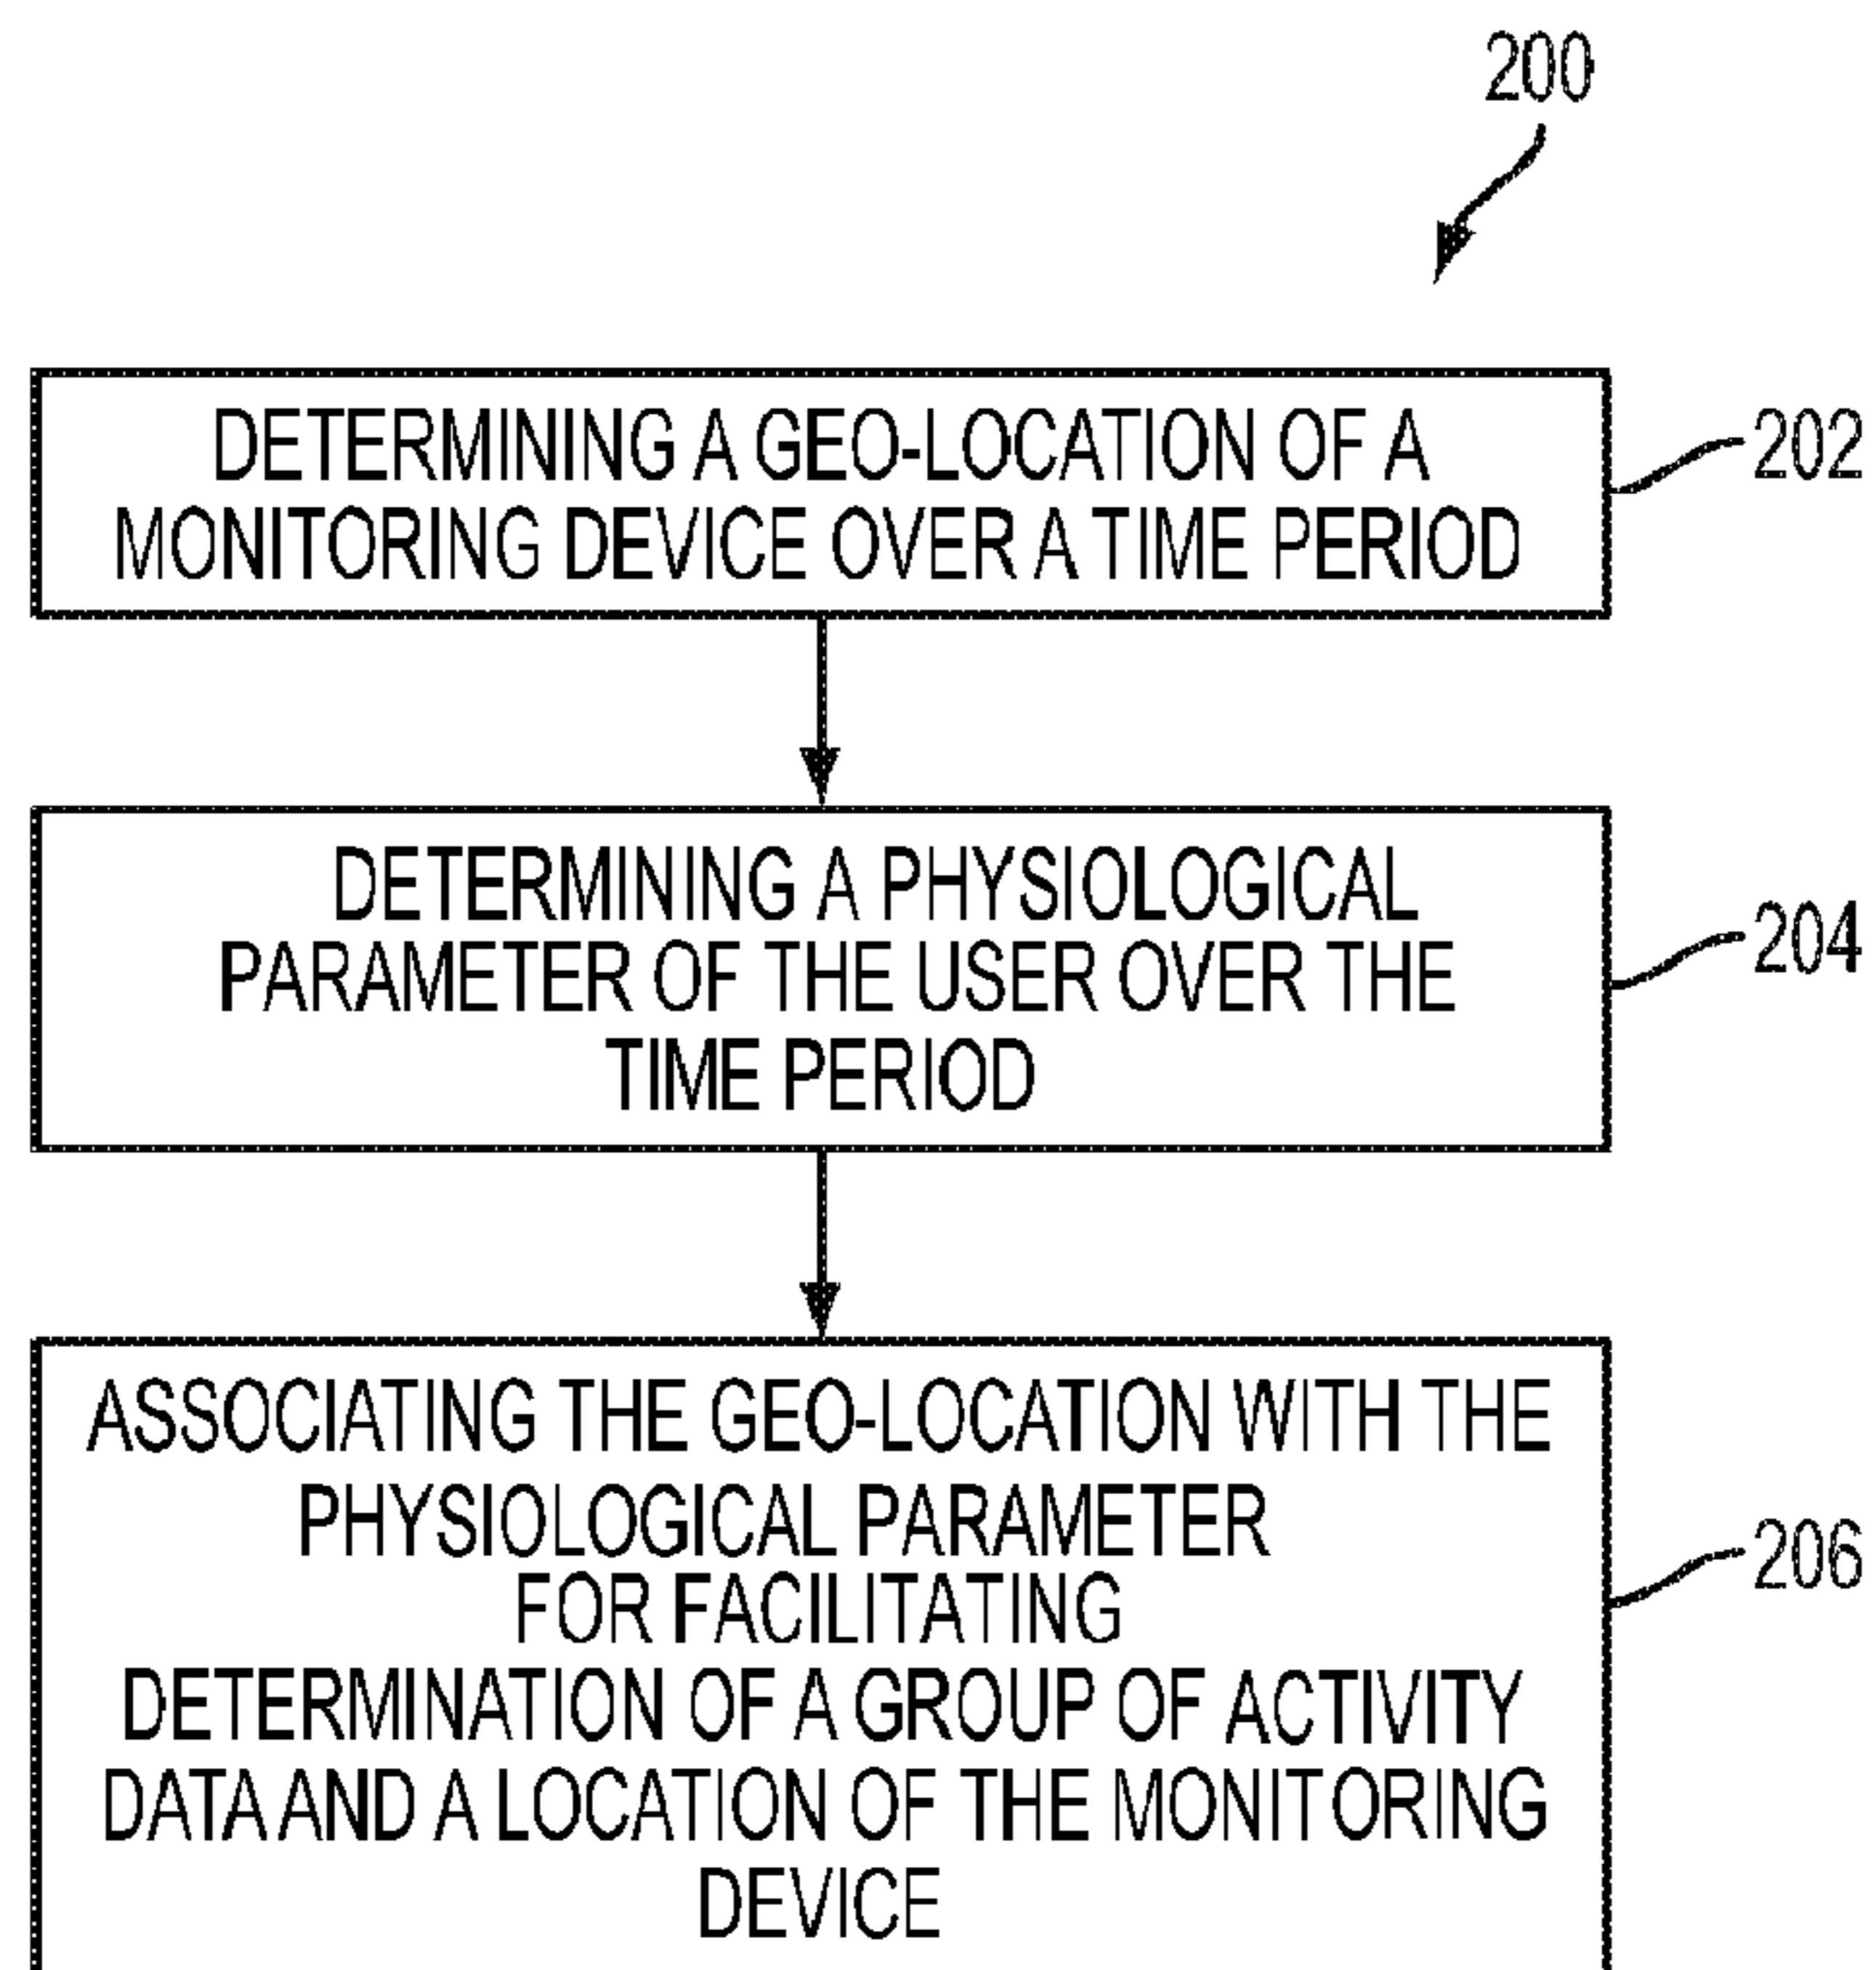 200
DETERMINING A GEO-LOCATION OF A
MONITORING DEVICE OVER A TIME PERIOD
202
DETERMINING A PHYSIOLOGICAL
PARAMETER OF THE USER OVER THE
TIME PERIOD
204
ASSOCIATING THE GEO-LOCATION WITH THE
PHYSIOLOGICAL PARAMETER
FOR FACILITATING
DETERMINATION OF A GROUP OF ACTIVITY
DATA AND A LOCATION OF THE MONITORING
DEVICE
206